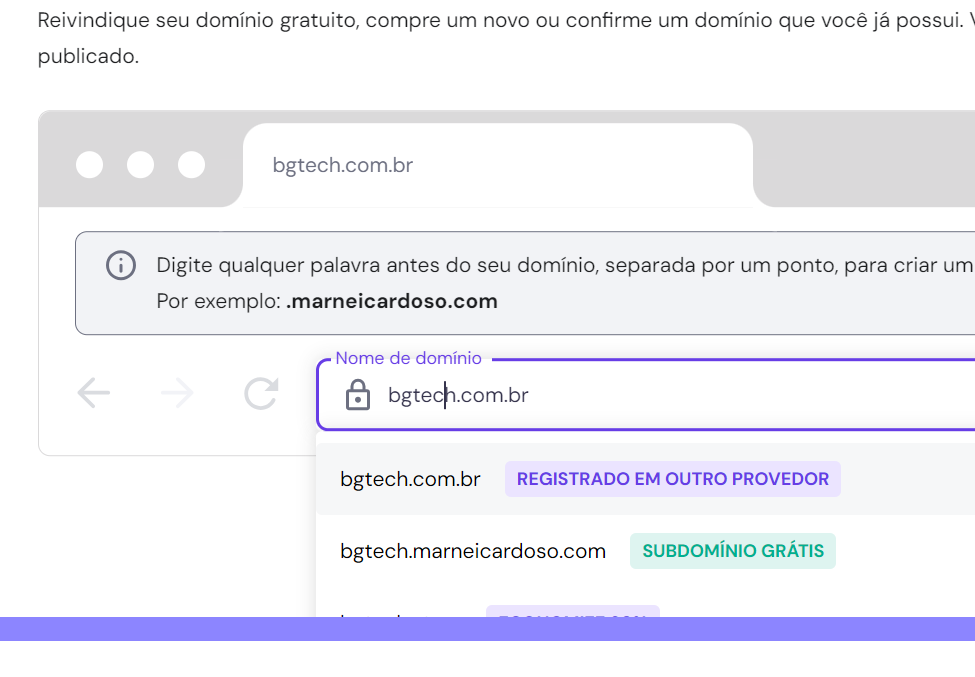 Reivindique seu domínio gratuito, compre um novo ou confirme um domínio que você já possui.
publicado.
bgtech.com.br
Digite qualquer palavra antes do seu domínio, separada por um ponto, para criar um
Por exemplo: .marneicardoso.com
Nome de domínio
bgtech.com.br
bgtech.com.br REGISTRADO EM OUTRO PROVEDOR
bgtech.marneicardoso.com SUBDOMÍNIO GRÁTIS